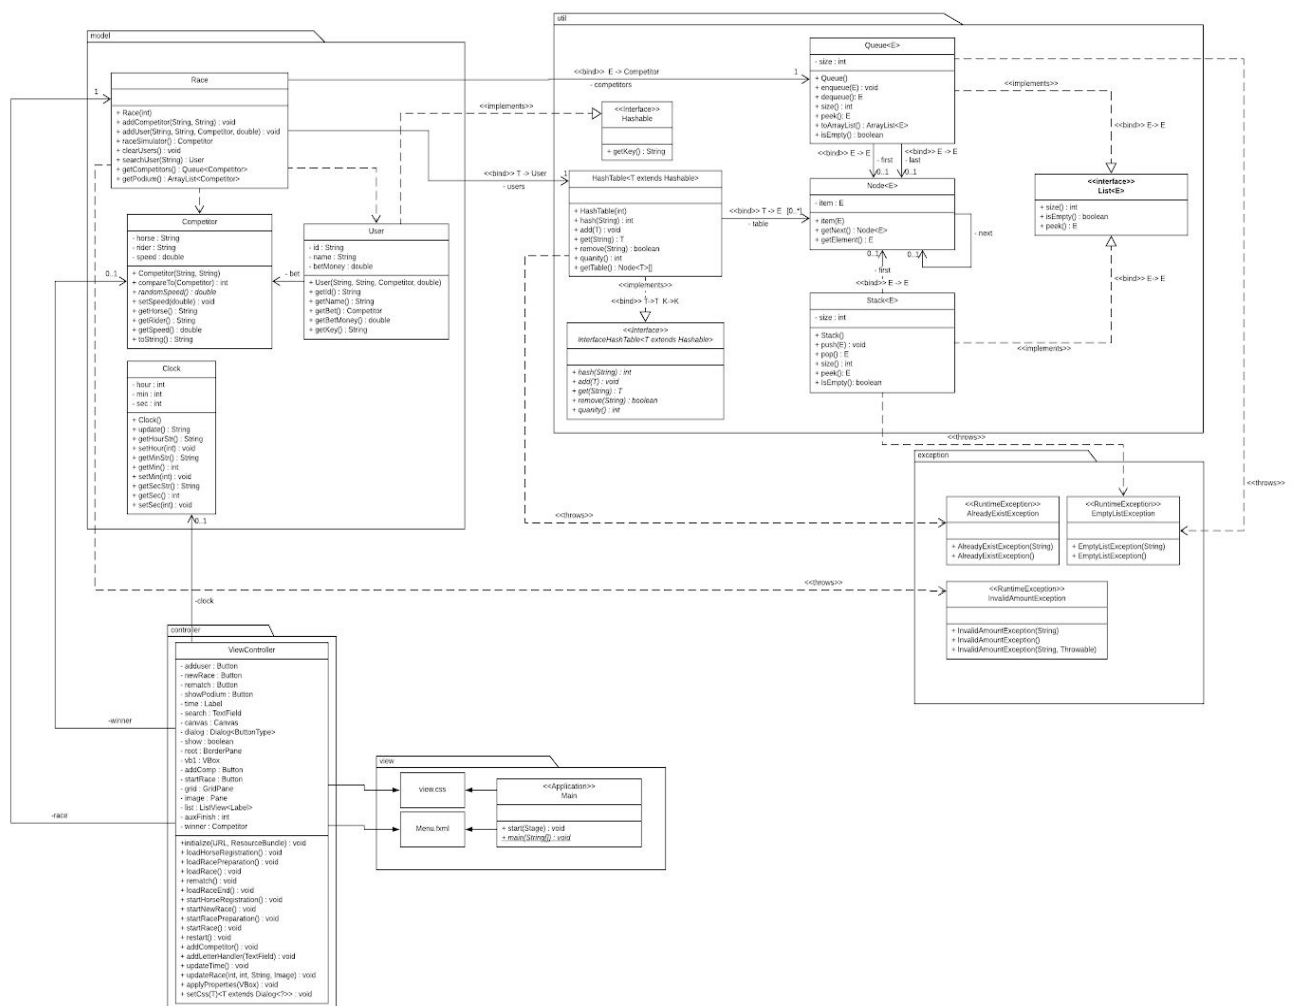 model
Race
+ Race(int)
+ addCompetitor(String, String) : void
+ addUser(String, String, Competitor, double) : void
+ raceSimulator() : Competitor
+ clearUsers() : void
+ searchUser(String) : User
+ getCompetitors() : Queue<Competitor>
+ getPodium() : ArrayList<Competitor>
1
Competitor
- horse : String
- rider : String
- speed : double
+ Competitor(String, String)
+ compareTo(Competitor) : int
+ randomSpeed() : double
+ setSpeed(double) : void
+ getHorse() : String
+ getRider() : String
+ getSpeed() : double
+ toString() : String
0..1
- bet
User
- id : String
- name : String
- betMoney : double
+ User(String, String, Competitor, double)
+ getId() : String
+ getName() : String
+ getBet() : Competitor
+ getBetMoney() : double
+ getKey() : String
Clock
- hour : int
- min : int
- sec : int
+ Clock()
+ update() : String
+ getHourStr() : String
+ setHour(int) : void
+ getMinStr() : String
+ getMin() : int
+ setMin(int) : void
+ getSecStr() : String
+ getSec() : int
+ setSec(int) : void
0..1
-clock
util
<<bind>> E -> Competitor
- competitors
1
<<implements>>
<<Interface>>
Hashable
+ getKey() : String
<<bind>> T -> User
- users
1
HashTable<T extends Hashable>
+ HashTable(int)
+ hash(String) : int
+ add(T) : void
+ get(String) : T
+ remove(String) : boolean
+ quanity() : int
+ getTable() : Node<T>[]
<<implements>>
<<bind>> T->T K->K
<<Interface>>
InterfaceHashTable<T extends Hashable>
+ hash(String) : int
+ add(T) : void
+ get(String) : T
+ remove(String) : boolean
+ quanity() : int
<<bind>> T -> E [0..*]
- table
Queue<E>
- size : int
+ Queue()
+ enqueue(E) : void
+ dequeue(): E
+ size() : int
+ peek(): E
+ toArrayList() : ArrayList<E>
+ isEmpty() : boolean
<<bind>> E -> E
- first
0..1
<<bind>> E -> E
- last
0..1
Node<E>
- item : E
+ item(E)
+ getNext() : Node<E>
+ getElement() : E
- next
0..1
0..1
- first
<<bind>> E -> E
Stack<E>
- size : int
+ Stack()
+ push(E) : void
+ pop() : E
+ size() : int
+ peek(): E
+ IsEmpty(): boolean
<<implements>>
<<bind>> E-> E
<<interface>>
List<E>
+ size() : int
+ isEmpty() : boolean
+ peek() : E
<<bind>> E-> E
<<implements>>
<<throws>>
<<throws>>
<<throws>>
<<throws>>
exception
<<RuntimeException>>
AlreadyExistException
+ AlreadyExistException(String)
+ AlreadyExistException()
<<RuntimeException>>
EmptyListException
+ EmptyListException(String)
+ EmptyListException()
<<RuntimeException>>
InvalidAmountException
+ InvalidAmountException(String)
+ InvalidAmountException()
+ InvalidAmountException(String, Throwable)
-winner
-race
controller
ViewController
- adduser : Button
- newRace : Button
- rematch : Button
- showPodium : Button
- time : Label
- search : TextField
- canvas : Canvas
- dialog : Dialog<ButtonType>
- show : boolean
- root : BorderPane
- vb1 : VBox
- addComp : Button
- startRace : Button
- grid : GridPane
- image : Pane
- list : ListView<Label>
- auxFinish : int
- winner : Competitor
+initialize(URL, ResourceBundle) : void
+ loadHorseRegistration() : void
+ loadRacePreparation() : void
+ loadRace() : void
+ rematch() : void
+ loadRaceEnd() : void
+ startHorseRegistration() : void
+ startNewRace() : void
+ startRacePreparation() : void
+ startRace() : void
+ restart() : void
+ addCompetitor() : void
+ addLetterHandler(TextField) : void
+ updateTime() : void
+ updateRace(int, int, String, Image) : void
+ applyProperties(VBox) : void
+ setCss(T)<T extends Dialog<?>> : void
view
view.css
Menu.fxml
<<Application>>
Main
+ start(Stage) : void
+ main(String[]) : void